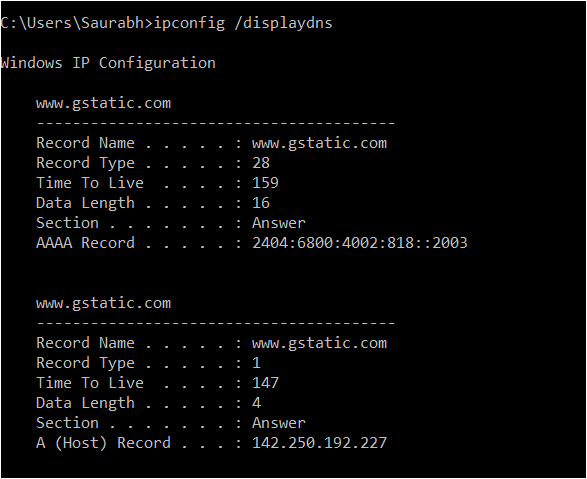 C:\Users\Saurabh>ipconfig /displaydns
Windows IP Configuration
www.gstatic.com
----------------------------------------
Record Name . . . . . : www.gstatic.com
Record Type . . . . . : 28
Time To Live  . . . . : 159
Data Length . . . . . : 16
Section . . . . . . . : Answer
AAAA Record . . . . . : 2404:6800:4002:818::2003
www.gstatic.com
----------------------------------------
Record Name . . . . . : www.gstatic.com
Record Type . . . . . : 1
Time To Live  . . . . : 147
Data Length . . . . . : 4
Section . . . . . . . : Answer
A (Host) Record . . . : 142.250.192.227